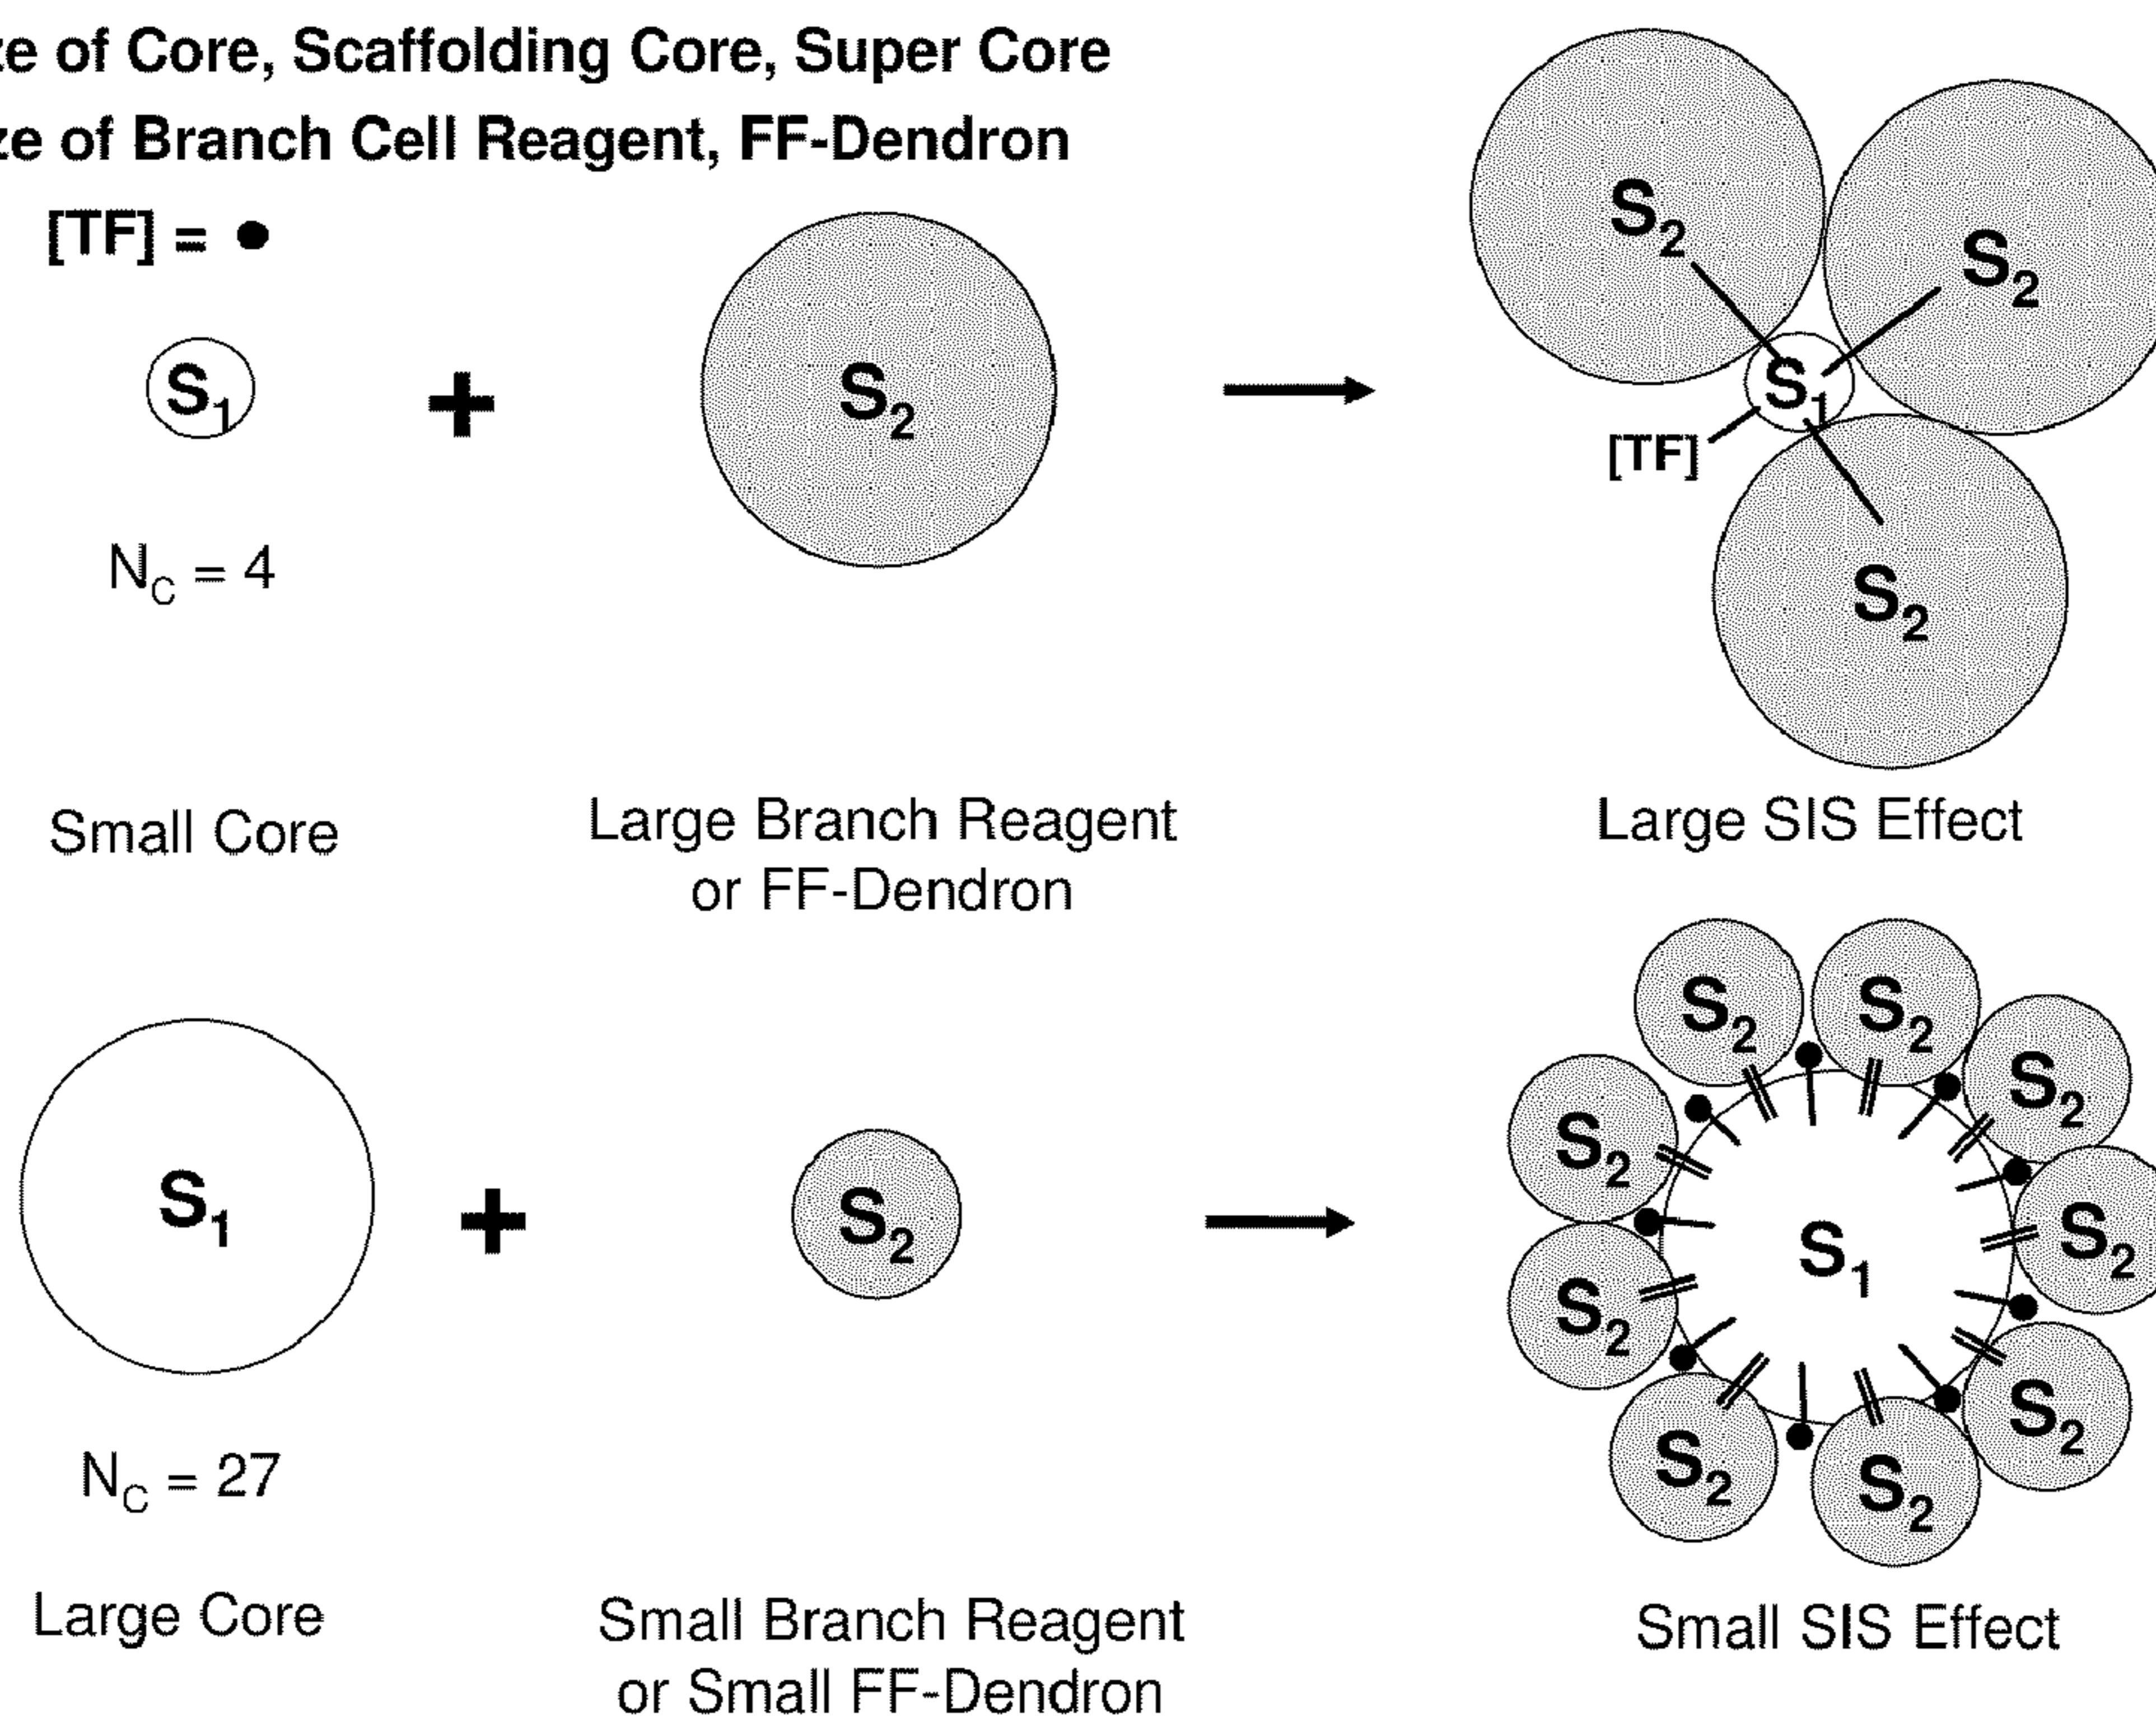 ze of Core, Scaffolding Core, Super Core
ze of Branch Cell Reagent, FF-Dendron
[TF] = ●
S₁
+
S₂
S₂
S₂
S₁
[TF]
S₂
N_C = 4
Small Core
Large Branch Reagent
or FF-Dendron
Large SIS Effect
S₁
+
S₂
S₂
S₂
S₂
S₂
S₂
S₁
S₂
S₂
S₂
S₂
N_C = 27
Large Core
Small Branch Reagent
or Small FF-Dendron
Small SIS Effect